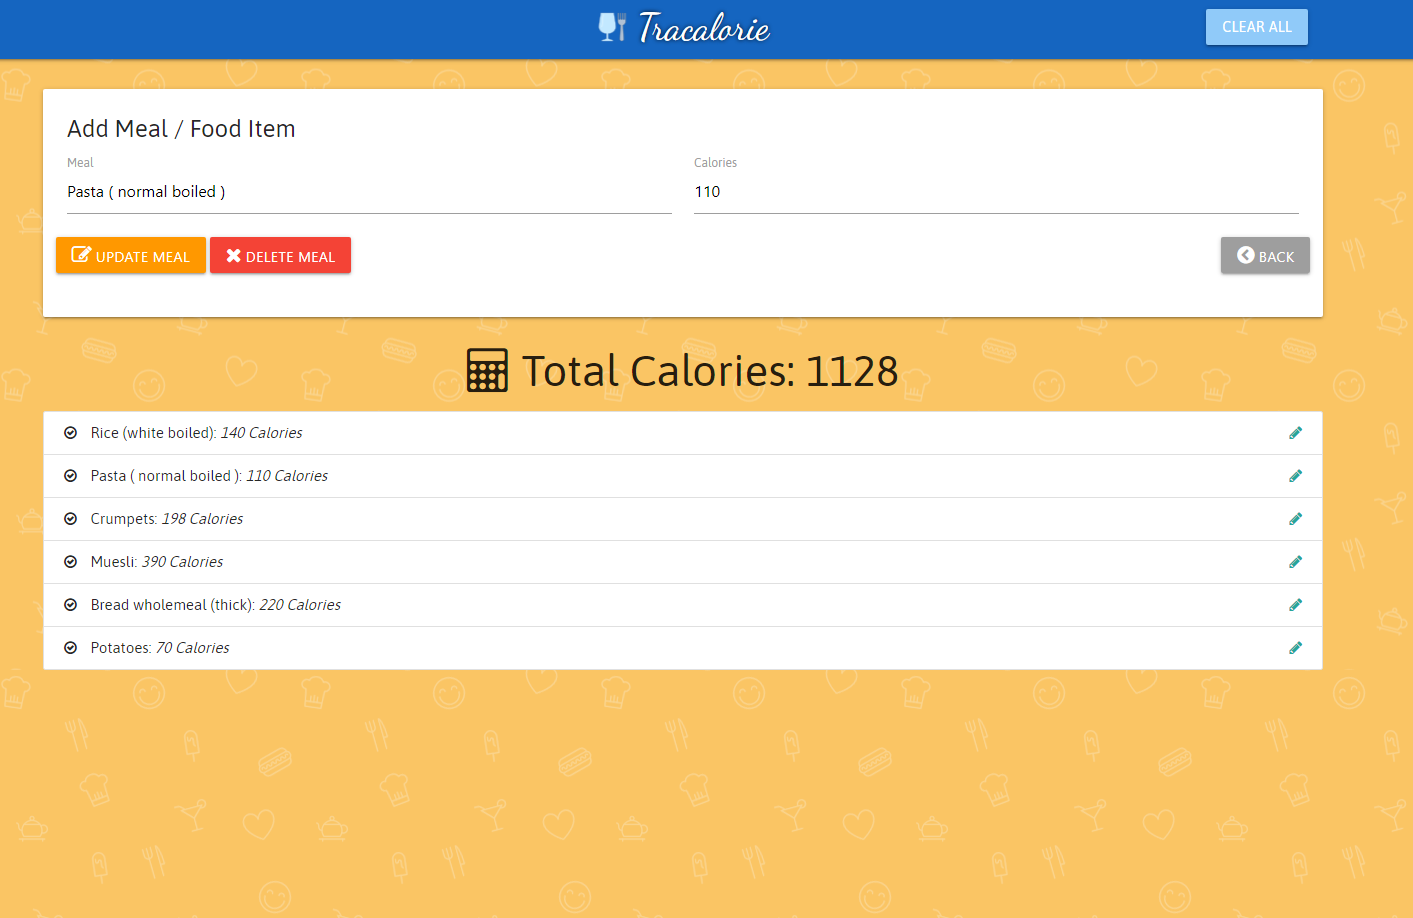 Tracalorie
CLEAR ALL
Add Meal / Food Item
Meal
Calories
Pasta ( normal boiled )
110
UPDATE MEAL
DELETE MEAL
BACK
Total Calories: 1128
Rice (white boiled): 140 Calories
Pasta ( normal boiled ): 110 Calories
Crumpets: 198 Calories
Muesli: 390 Calories
Bread wholemeal (thick): 220 Calories
Potatoes: 70 Calories